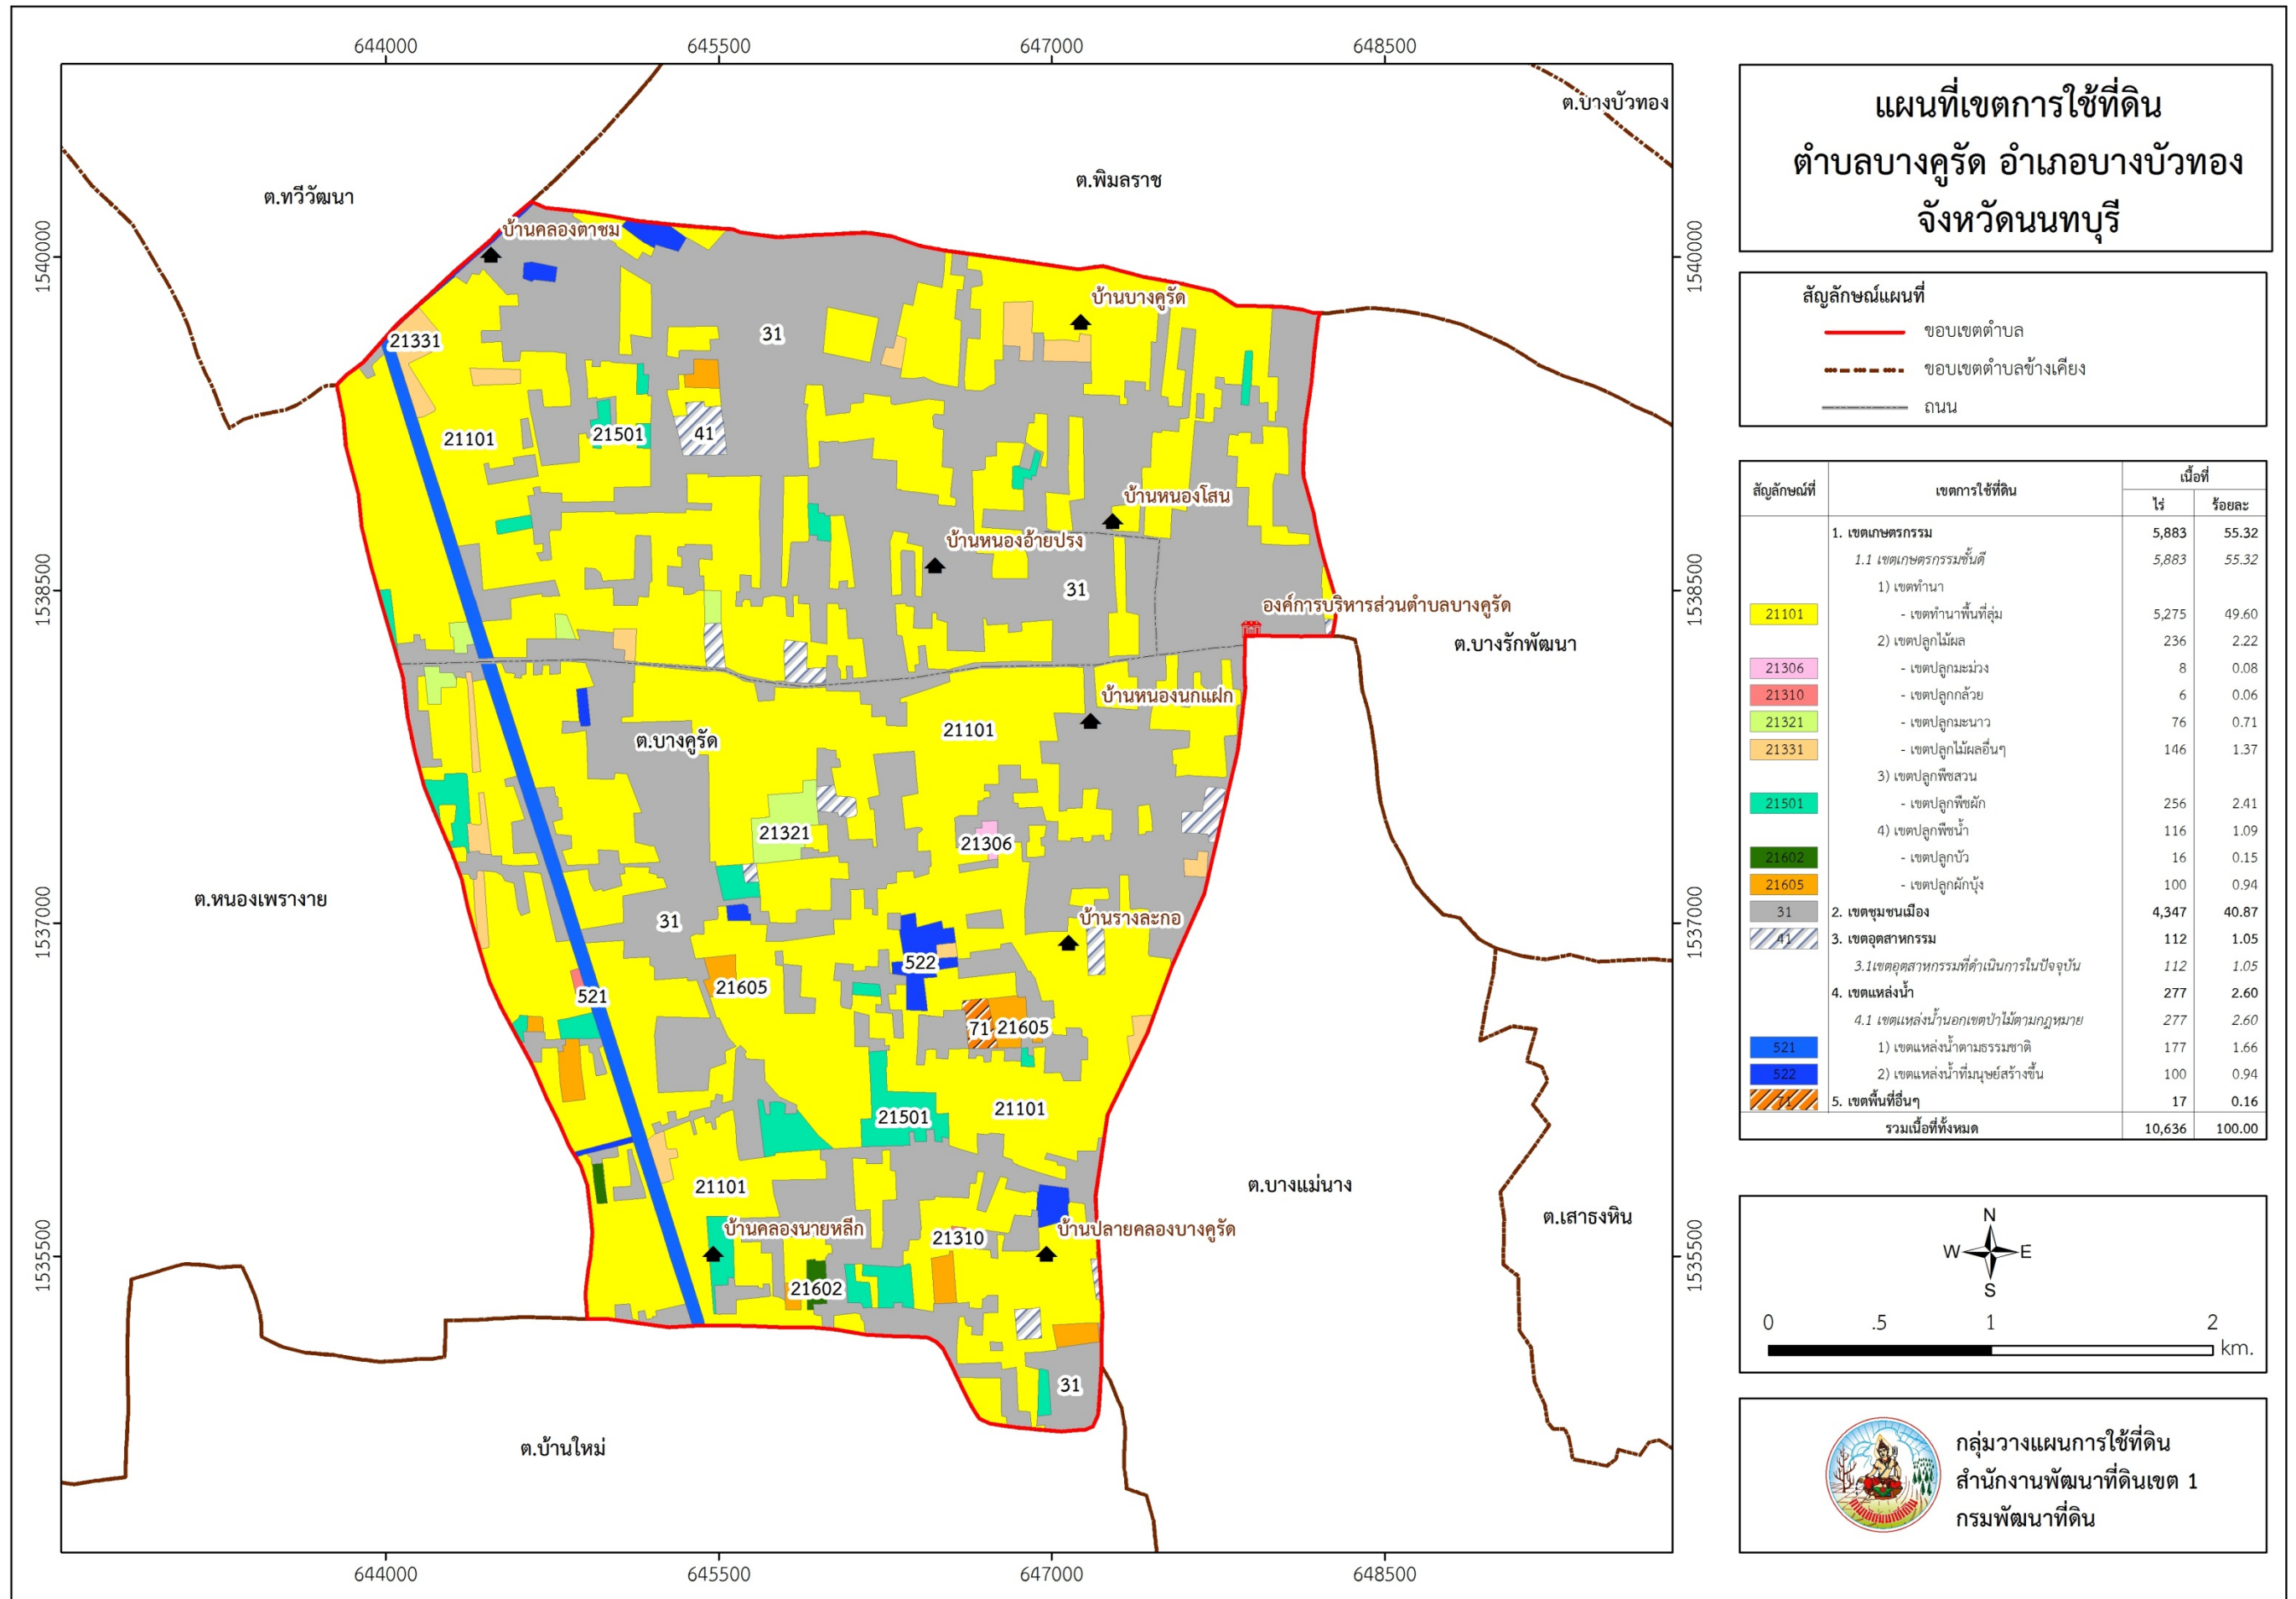 644000 645500 647000 648500
แผนที่เขตการใช้ที่ดิน
ตำบลบางคูรัด อำเภอบางบัวทอง
จังหวัดนนทบุรี
สัญลักษณ์แผนที่
ขอบเขตตำบล
ขอบเขตตำบลข้างเคียง
ถนน
สัญลักษณ์ที่ เขตการใช้ที่ดิน เนื้อที่
ไร่ ร้อยละ
1. เขตเกษตรกรรม 5,883 55.32
1.1 เขตเกษตรกรรมชั้นดี 5,883 55.32
1) เขตทำนา
21101 - เขตทำนาพื้นที่ลุ่ม 5,275 49.60
2) เขตปลูกไม้ผล 236 2.22
21306 - เขตปลูกมะม่วง 8 0.08
21310 - เขตปลูกกล้วย 6 0.06
21321 - เขตปลูกมะนาว 76 0.71
21331 - เขตปลูกไม้ผลอื่นๆ 146 1.37
3) เขตปลูกพืชสวน
21501 - เขตปลูกพืชผัก 256 2.41
4) เขตปลูกพืชน้ำ 116 1.09
21602 - เขตปลูกบัว 16 0.15
21605 - เขตปลูกผักบุ้ง 100 0.94
31 2. เขตชุมชนเมือง 4,347 40.87
41 3. เขตอุตสาหกรรม 112 1.05
3.1เขตอุตสาหกรรมที่ดำเนินการในปัจจุบัน 112 1.05
4. เขตแหล่งน้ำ 277 2.60
4.1 เขตแหล่งน้ำนอกเขตป่าไม้ตามกฎหมาย 277 2.60
521 1) เขตแหล่งน้ำตามธรรมชาติ 177 1.66
522 2) เขตแหล่งน้ำที่มนุษย์สร้างขึ้น 100 0.94
71 5. เขตพื้นที่อื่นๆ 17 0.16
รวมเนื้อที่ทั้งหมด 10,636 100.00
N
W E
S
0 .5 1 2
km.
กลุ่มวางแผนการใช้ที่ดิน
สำนักงานพัฒนาที่ดินเขต 1
กรมพัฒนาที่ดิน
ต.บางบัวทอง
ต.พิมลราช
ต.ทวีวัฒนา
บ้านคลองตาชม
1540000 1540000
บ้านบางคูรัด
31
21331
21101
21501
41
บ้านหนองโสน
บ้านหนองอ้ายปรง
1538500 1538500
31
องค์การบริหารส่วนตำบลบางคูรัด
ต.บางรักพัฒนา
บ้านหนองนกแฝก
21101
ต.บางคูรัด
21321
21306
ต.หนองเพรางาย
1537000 1537000
31
บ้านรางละกอ
522
21605
521
71 21605
21101
21501
21101
ต.บางแม่นาง
ต.เสาธงหิน
บ้านคลองนายหลีก
21310
บ้านปลายคลองบางคูรัด
1535500 1535500
21602
31
ต.บ้านใหม่
644000 645500 647000 648500